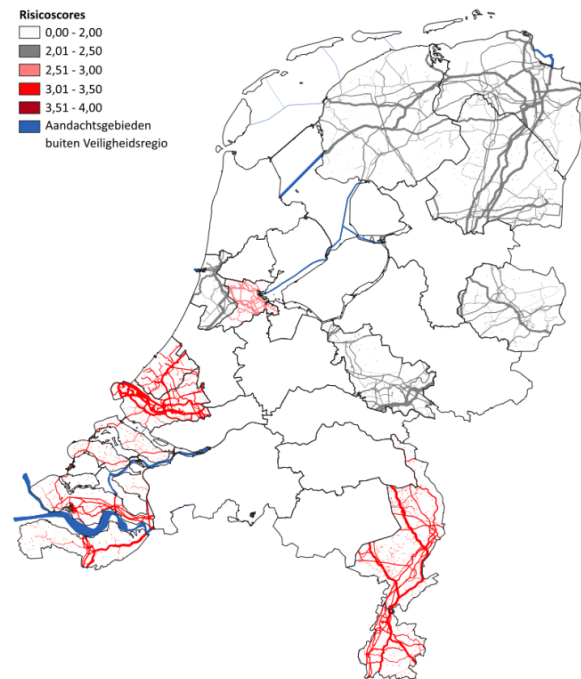 Risicoscores
0,00 - 2,00
2,01 - 2,50
2,51 - 3,00
3,01 - 3,50
3,51 - 4,00
Aandachtsgebieden
buiten Veiligheidsregio